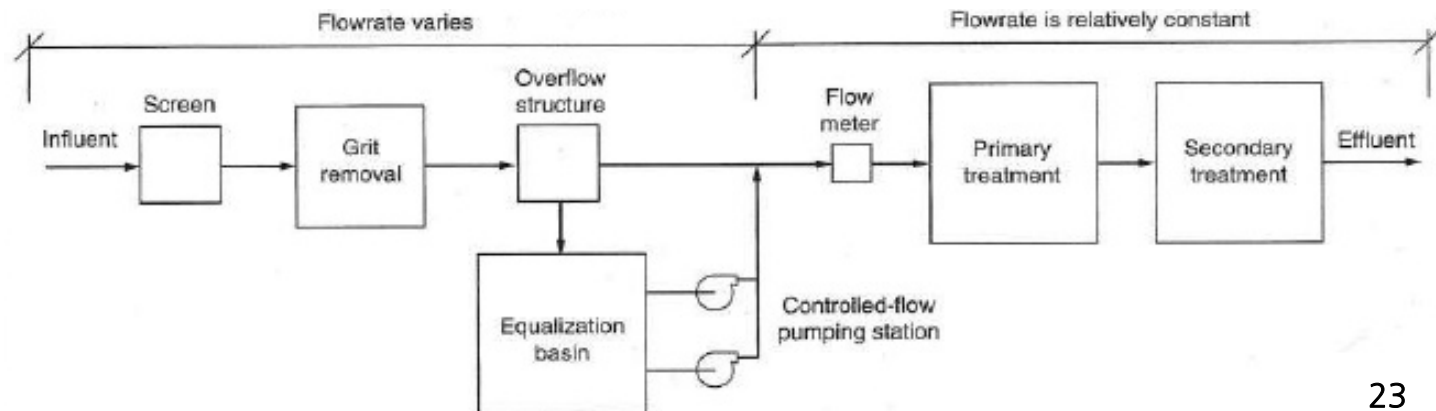 Flowrate varies
Flowrate is relatively constant
Screen
Overflow
structure
Flow
meter
Influent
Grit
removal
Primary
treatment
Secondary
treatment
Effluent
Equalization
basin
Controlled-flow
pumping station
23